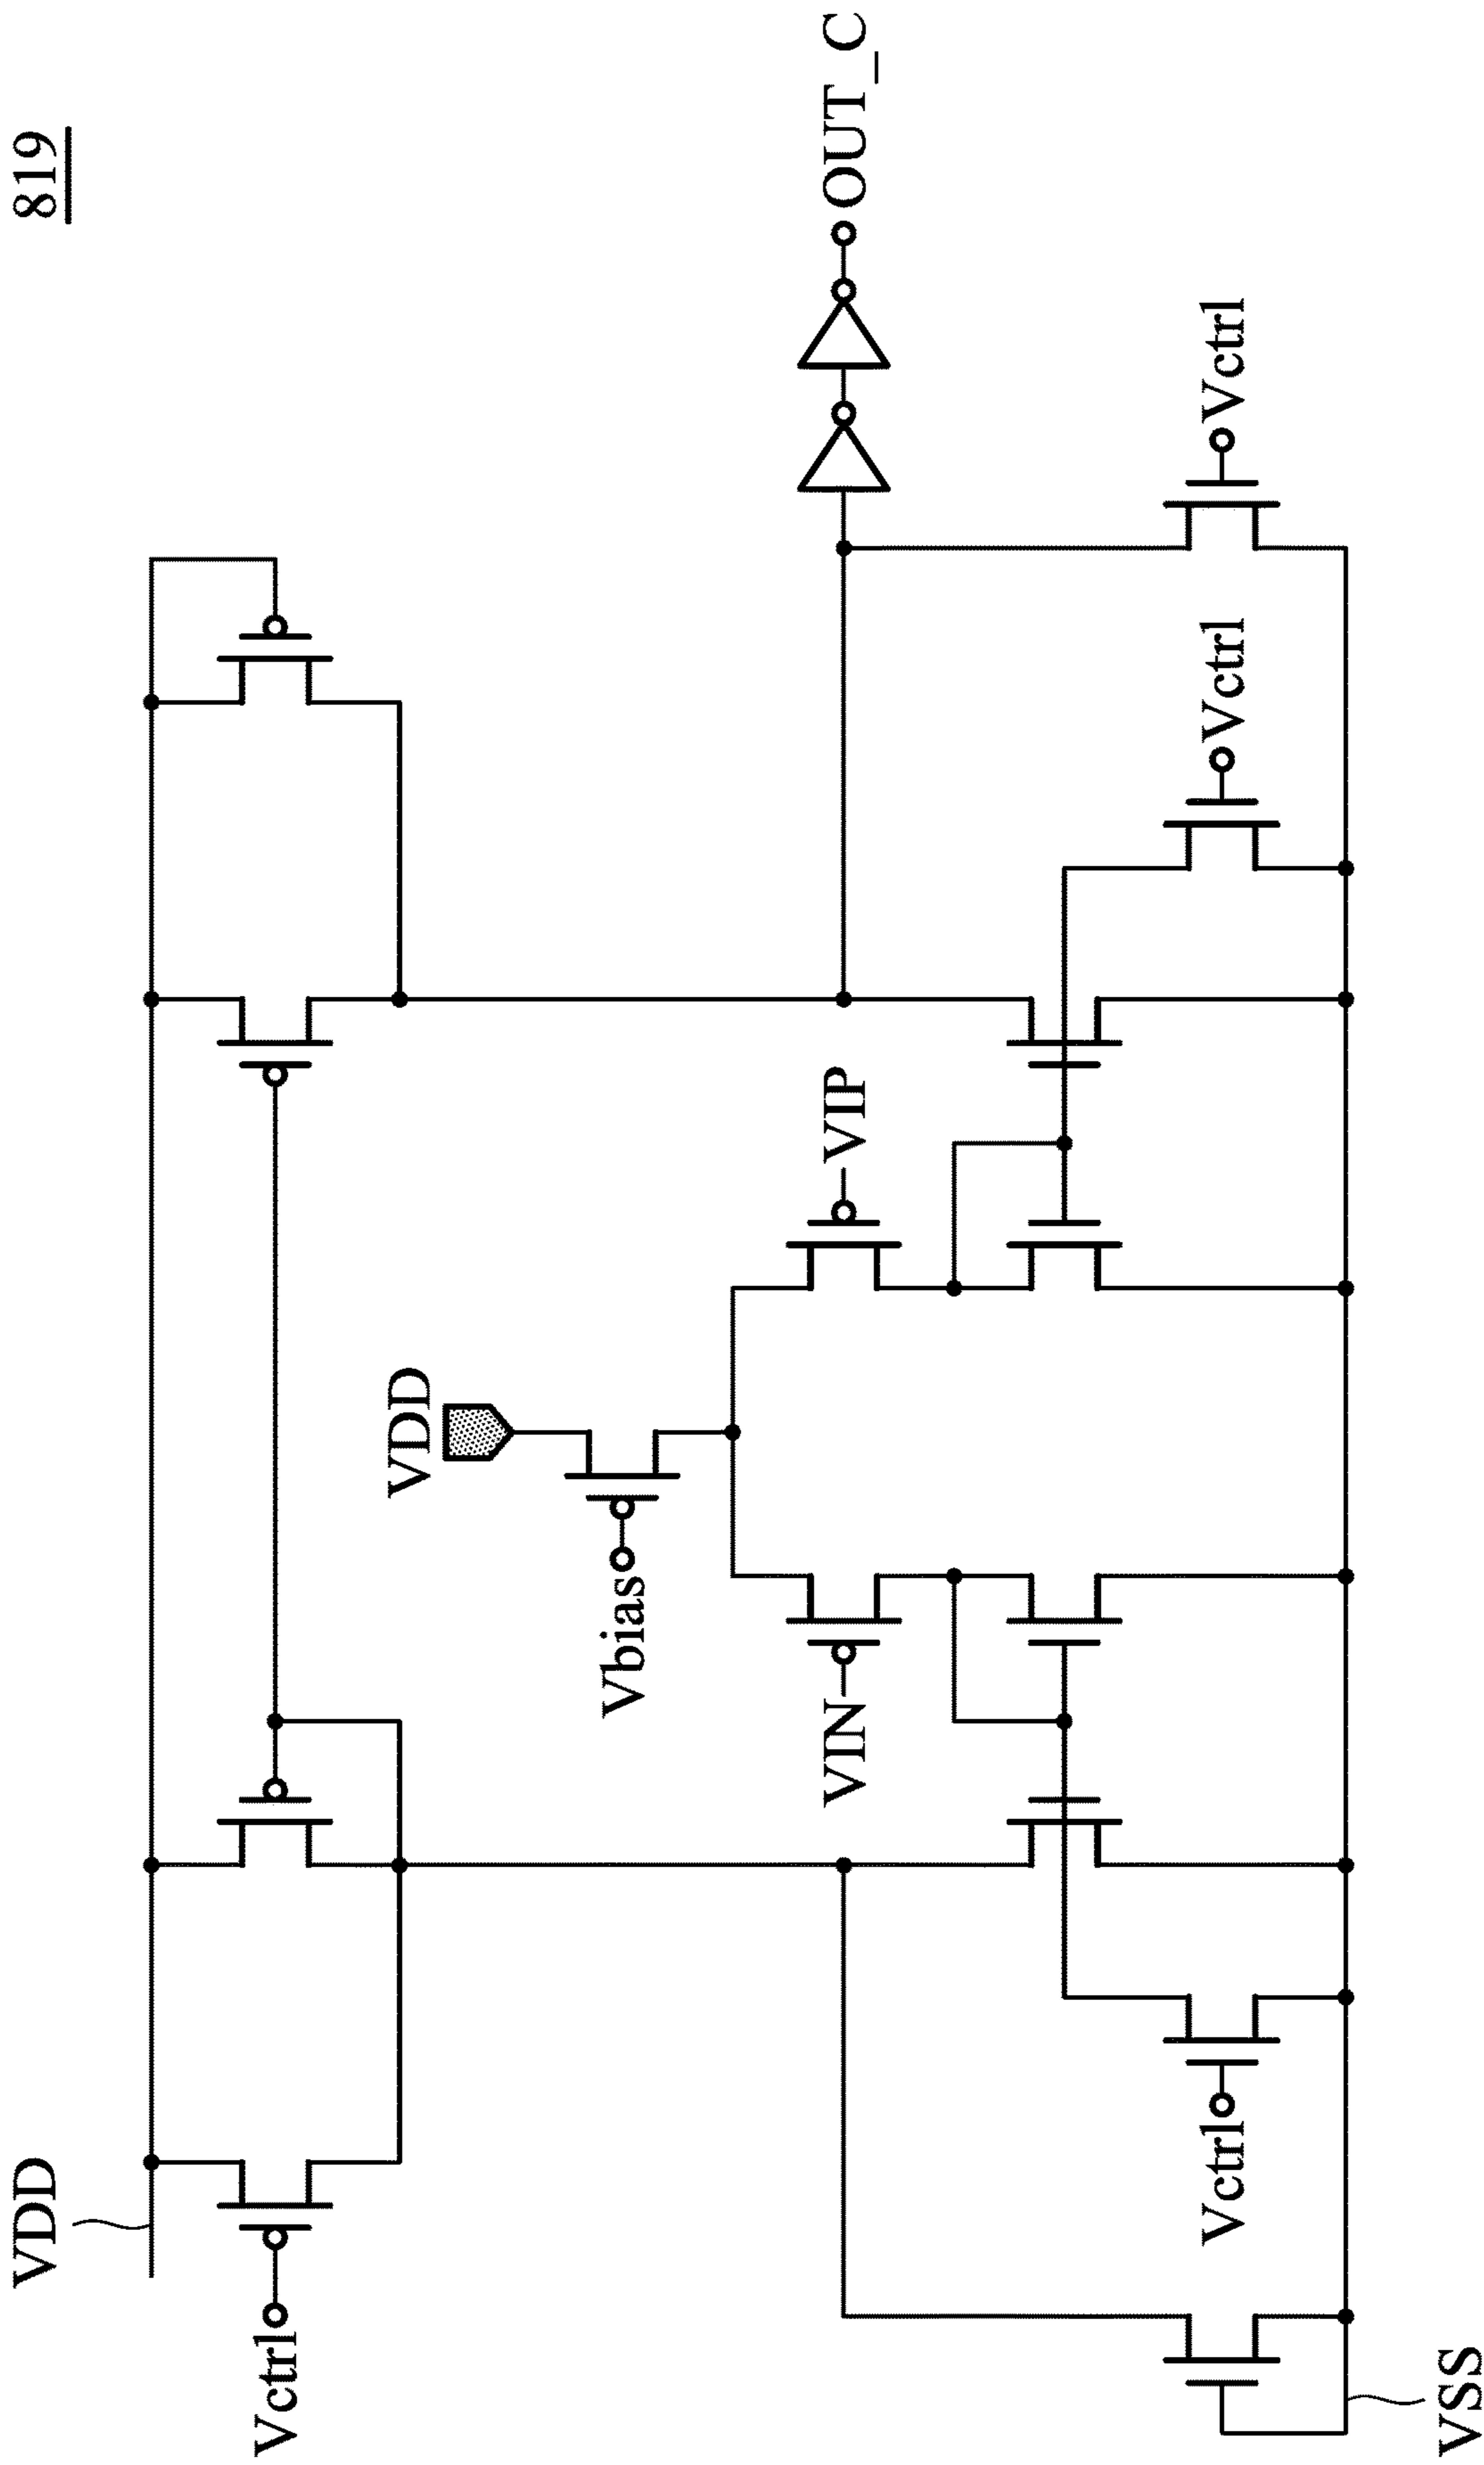 819
VDD
Vctrl
VDD
Vbias
VIN
VIP
OUT_C
Vctrl
Vctrl
Vctrl
VSS